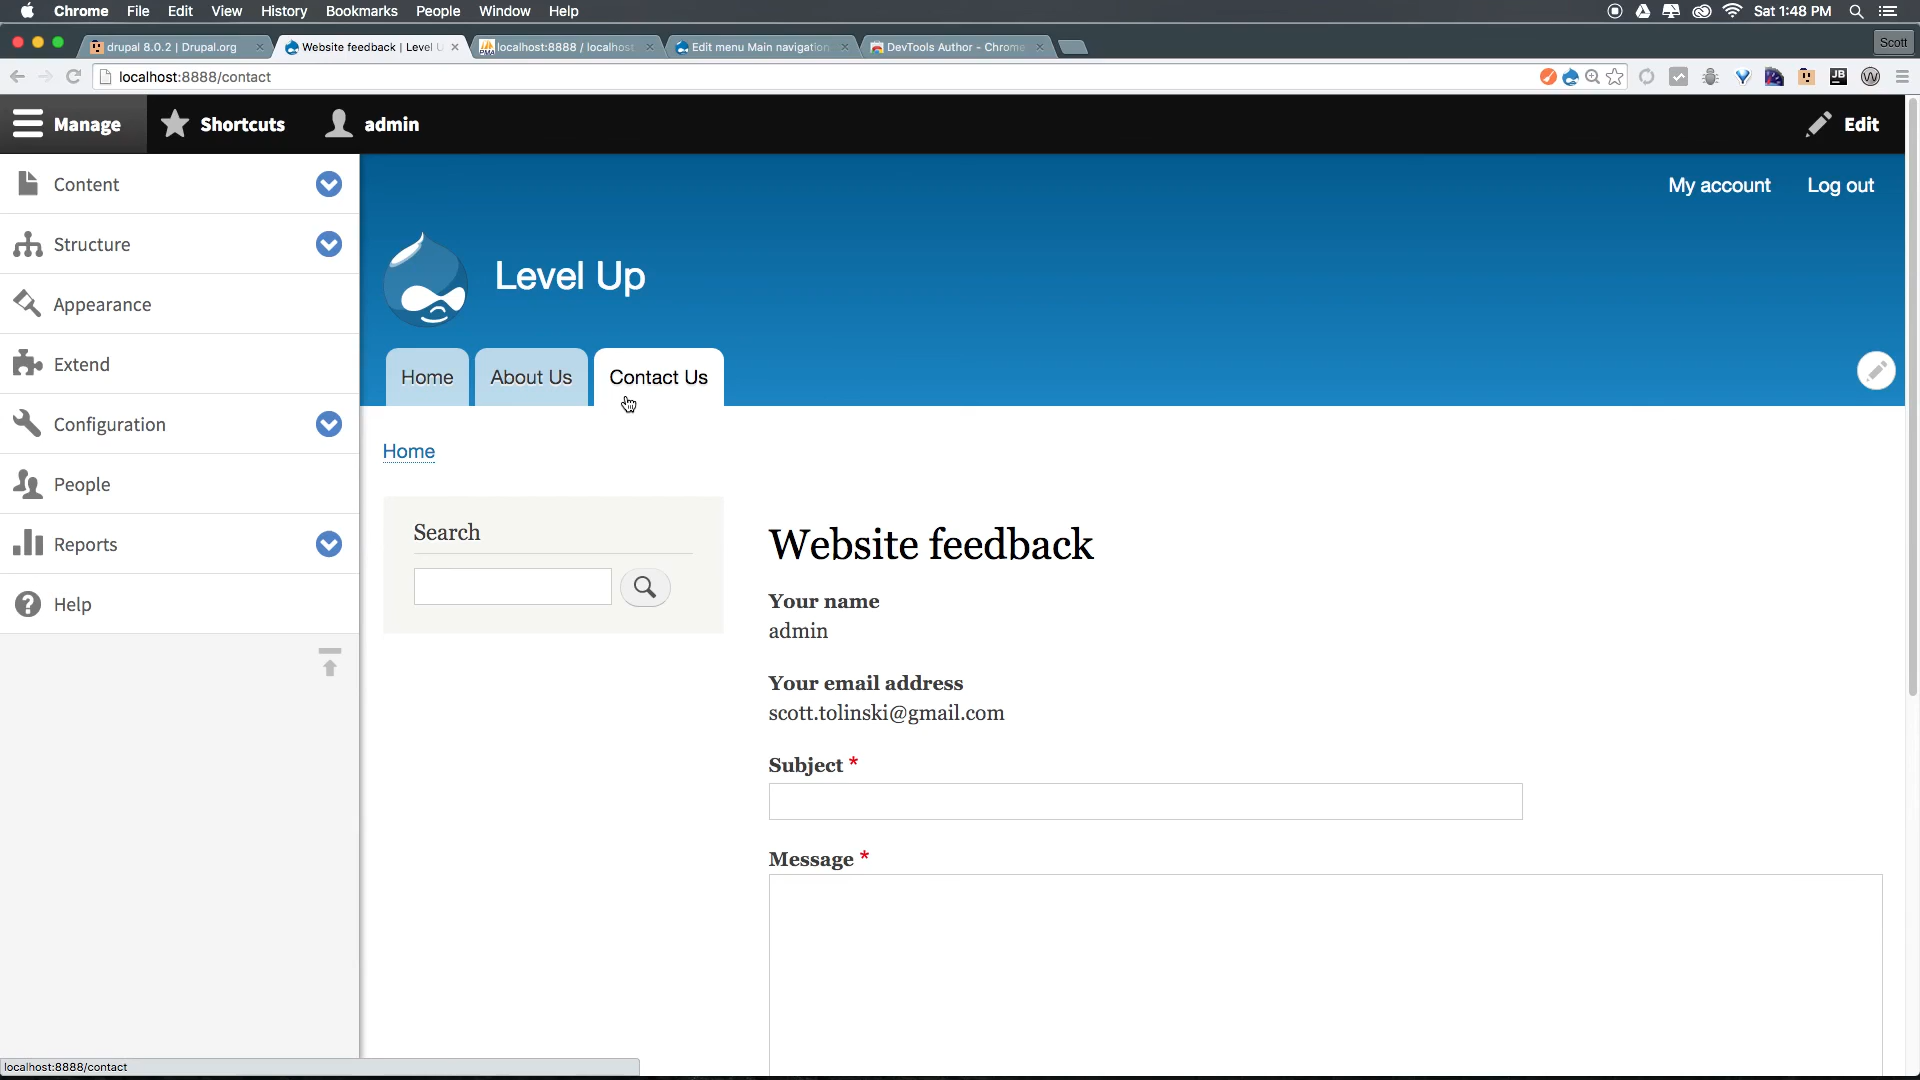 Chrome File Edit View History Bookmarks People Window Help Sat 1:48 PM
drupal 8.0.2 | Drupal.org Website feedback | Level U localhost:8888 / localhost Edit menu Main navigation DevTools Author - Chrome Scott
localhost:8888/contact JB
Manage Shortcuts admin Edit
Content
Structure
Appearance
Extend
Configuration
People
Reports
Help
My account Log out
Level Up
Home About Us Contact Us
Home
Search
Website feedback
Your name
admin
Your email address
scott.tolinski@gmail.com
Subject *
Message *
localhost:8888/contact